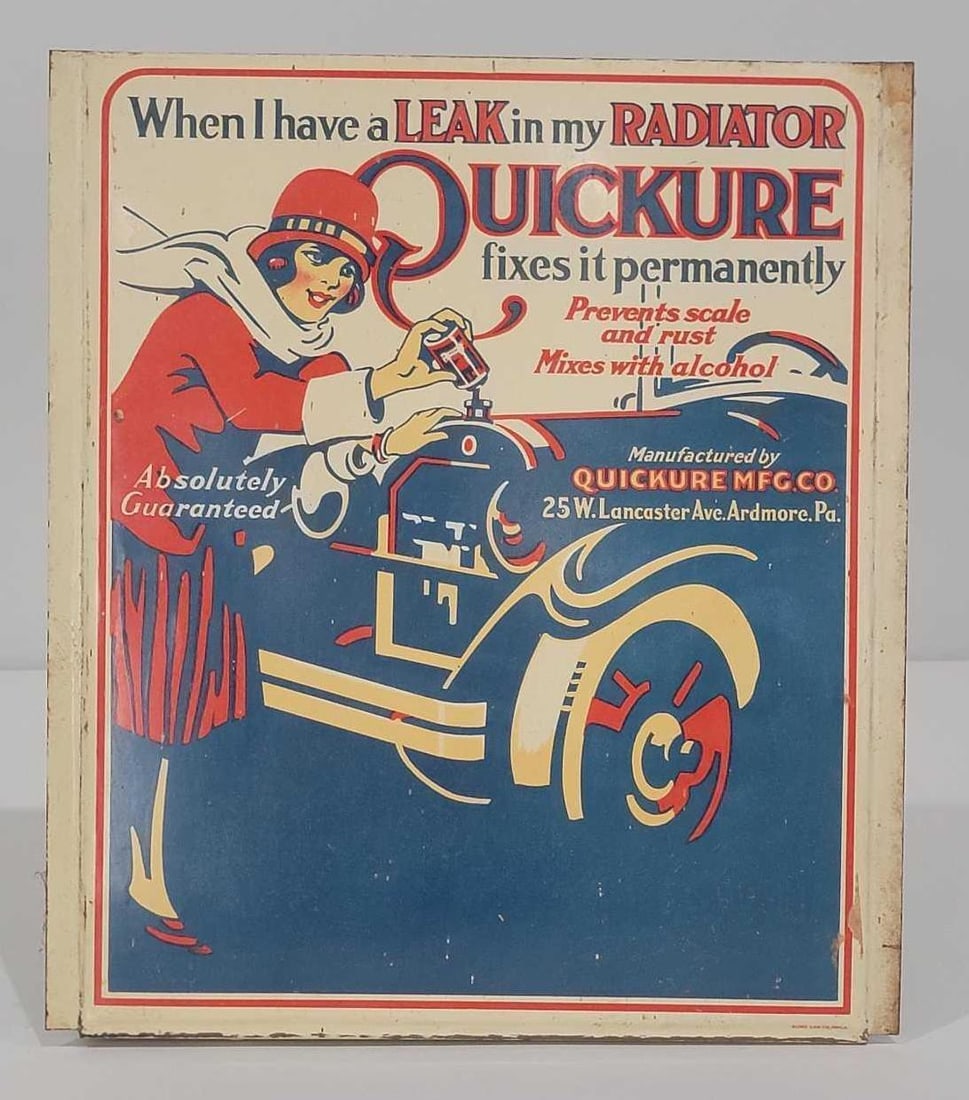 When I have a LEAK in my RADIATOR
QUICKURE
fixes it permanently
Prevents scale
and rust
Mixes with alcohol
Manufactured by
QUICKURE MFG. CO.
25 W. Lancaster Ave. Ardmore, Pa.
Absolutely
Guaranteed